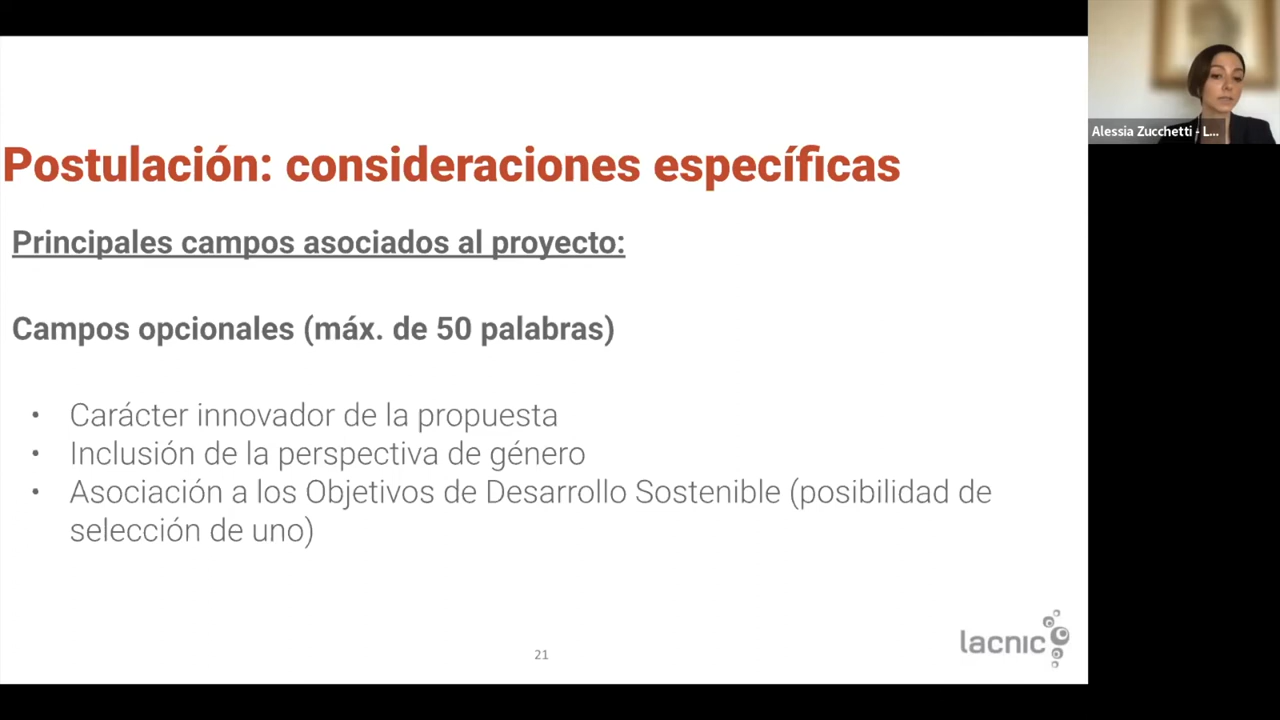 Postulación: consideraciones específicas
Principales campos asociados al proyecto:
Campos opcionales (máx. de 50 palabras)
• Carácter innovador de la propuesta
• Inclusión de la perspectiva de género
• Asociación a los Objetivos de Desarrollo Sostenible (posibilidad de
selección de uno)
21
lacnic
Alessia Zucchetti - L...